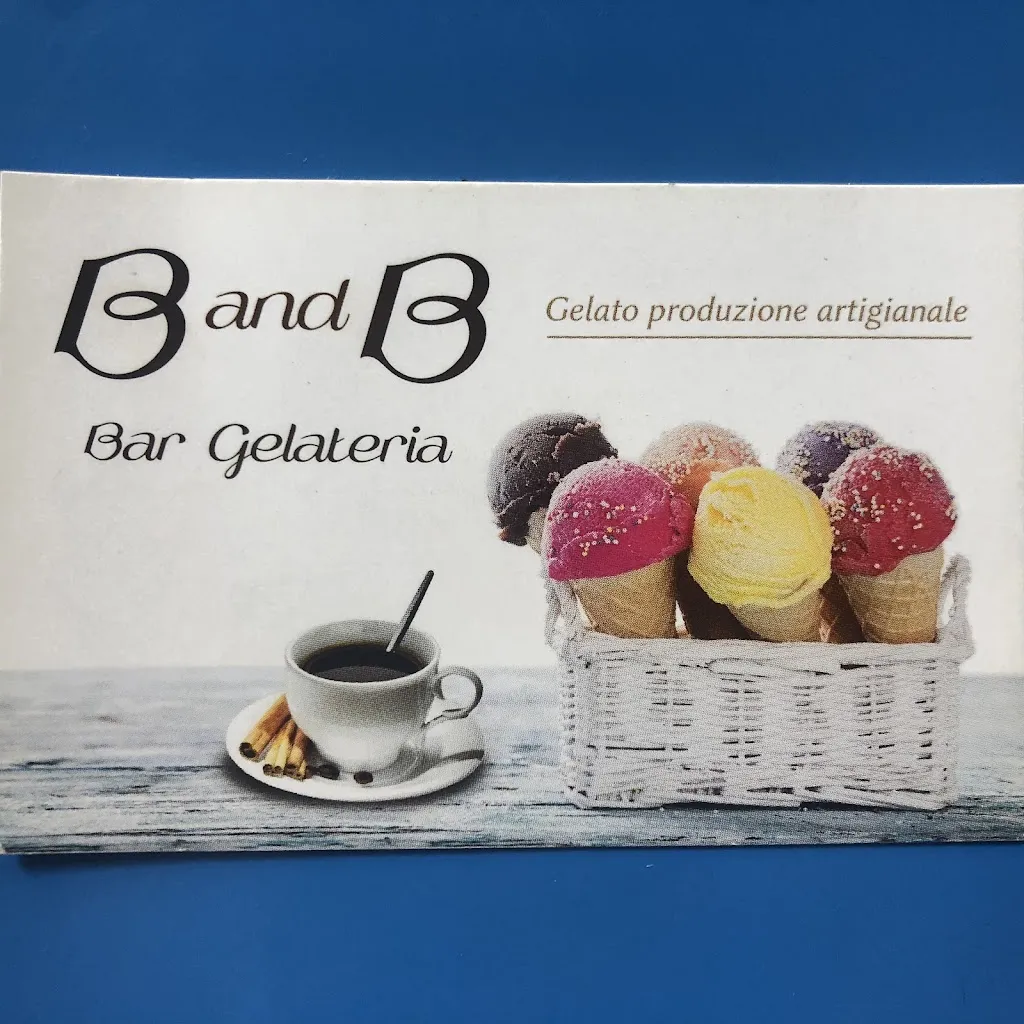 B and B
Gelato produzione artigianale
Bar Gelateria